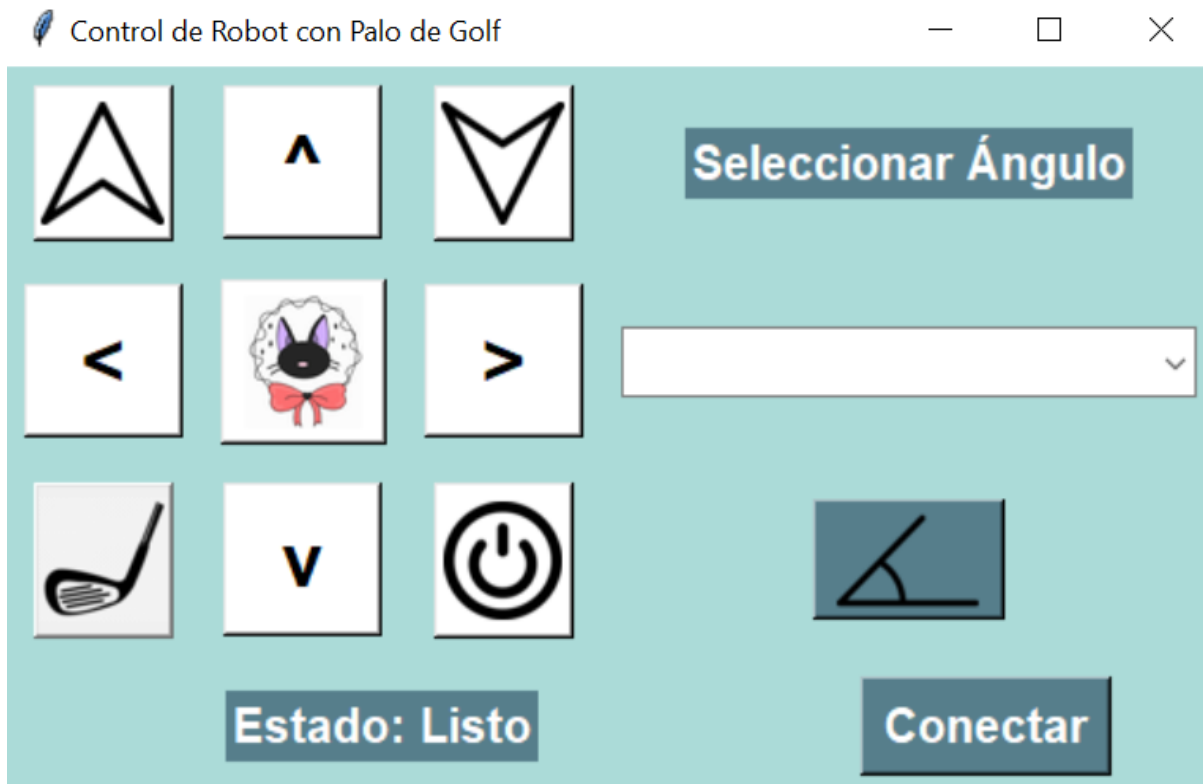 Control de Robot con Palo de Golf
^
Seleccionar Ángulo
<
>
v
Estado: Listo
Conectar